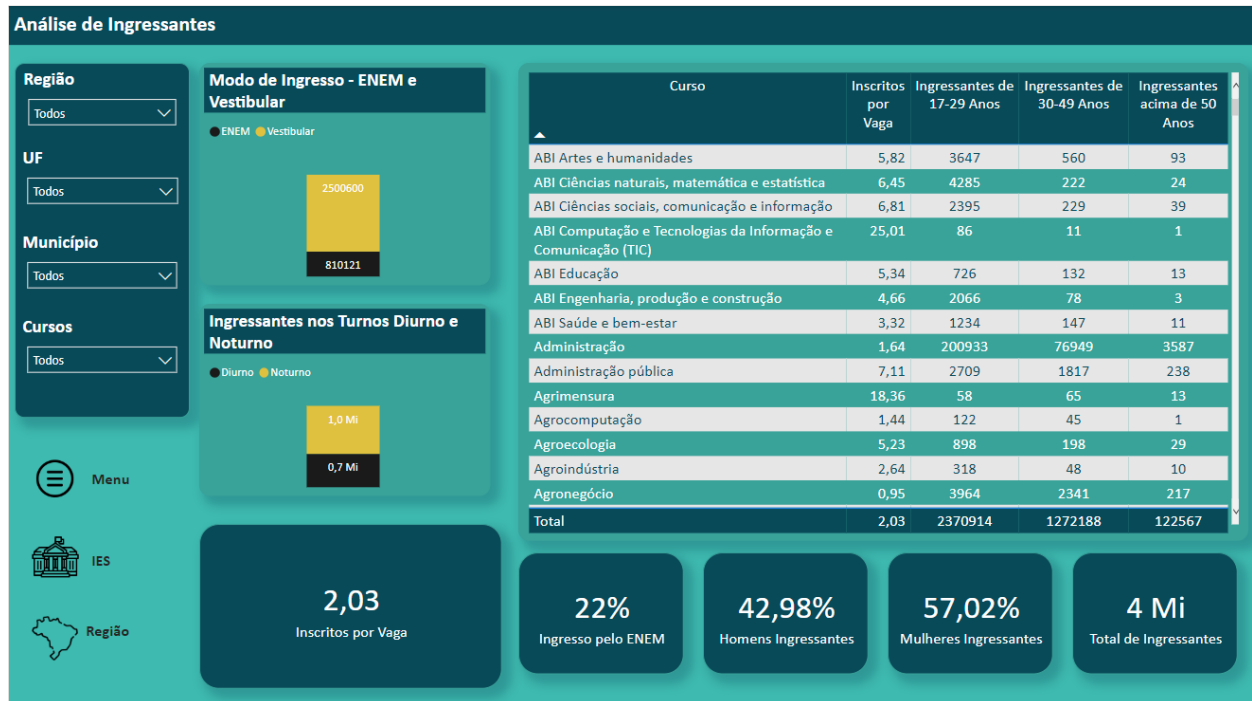 Análise de Ingressantes
Região
Todos
UF
Todos
Município
Todos
Cursos
Todos
Menu
IES
Região
Modo de Ingresso - ENEM e
Vestibular
ENEM Vestibular
2500600
810121
Ingressantes nos Turnos Diurno e
Noturno
Diurno Noturno
1,0 Mi
0,7 Mi
Curso Inscritos por Vaga Ingressantes de 17-29 Anos Ingressantes de 30-49 Anos Ingressantes acima de 50 Anos
ABI Artes e humanidades 5,82 3647 560 93
ABI Ciências naturais, matemática e estatística 6,45 4285 222 24
ABI Ciências sociais, comunicação e informação 6,81 2395 229 39
ABI Computação e Tecnologias da Informação e 25,01 86 11 1
Comunicação (TIC)
ABI Educação 5,34 726 132 13
ABI Engenharia, produção e construção 4,66 2066 78 3
ABI Saúde e bem-estar 3,32 1234 147 11
Administração 1,64 200933 76949 3587
Administração pública 7,11 2709 1817 238
Agrimensura 18,36 58 65 13
Agrocomputação 1,44 122 45 1
Agroecologia 5,23 898 198 29
Agroindústria 2,64 318 48 10
Agronegócio 0,95 3964 2341 217
Total 2,03 2370914 1272188 122567
2,03
Inscritos por Vaga
22%
Ingresso pelo ENEM
42,98%
Homens Ingressantes
57,02%
Mulheres Ingressantes
4 Mi
Total de Ingressantes